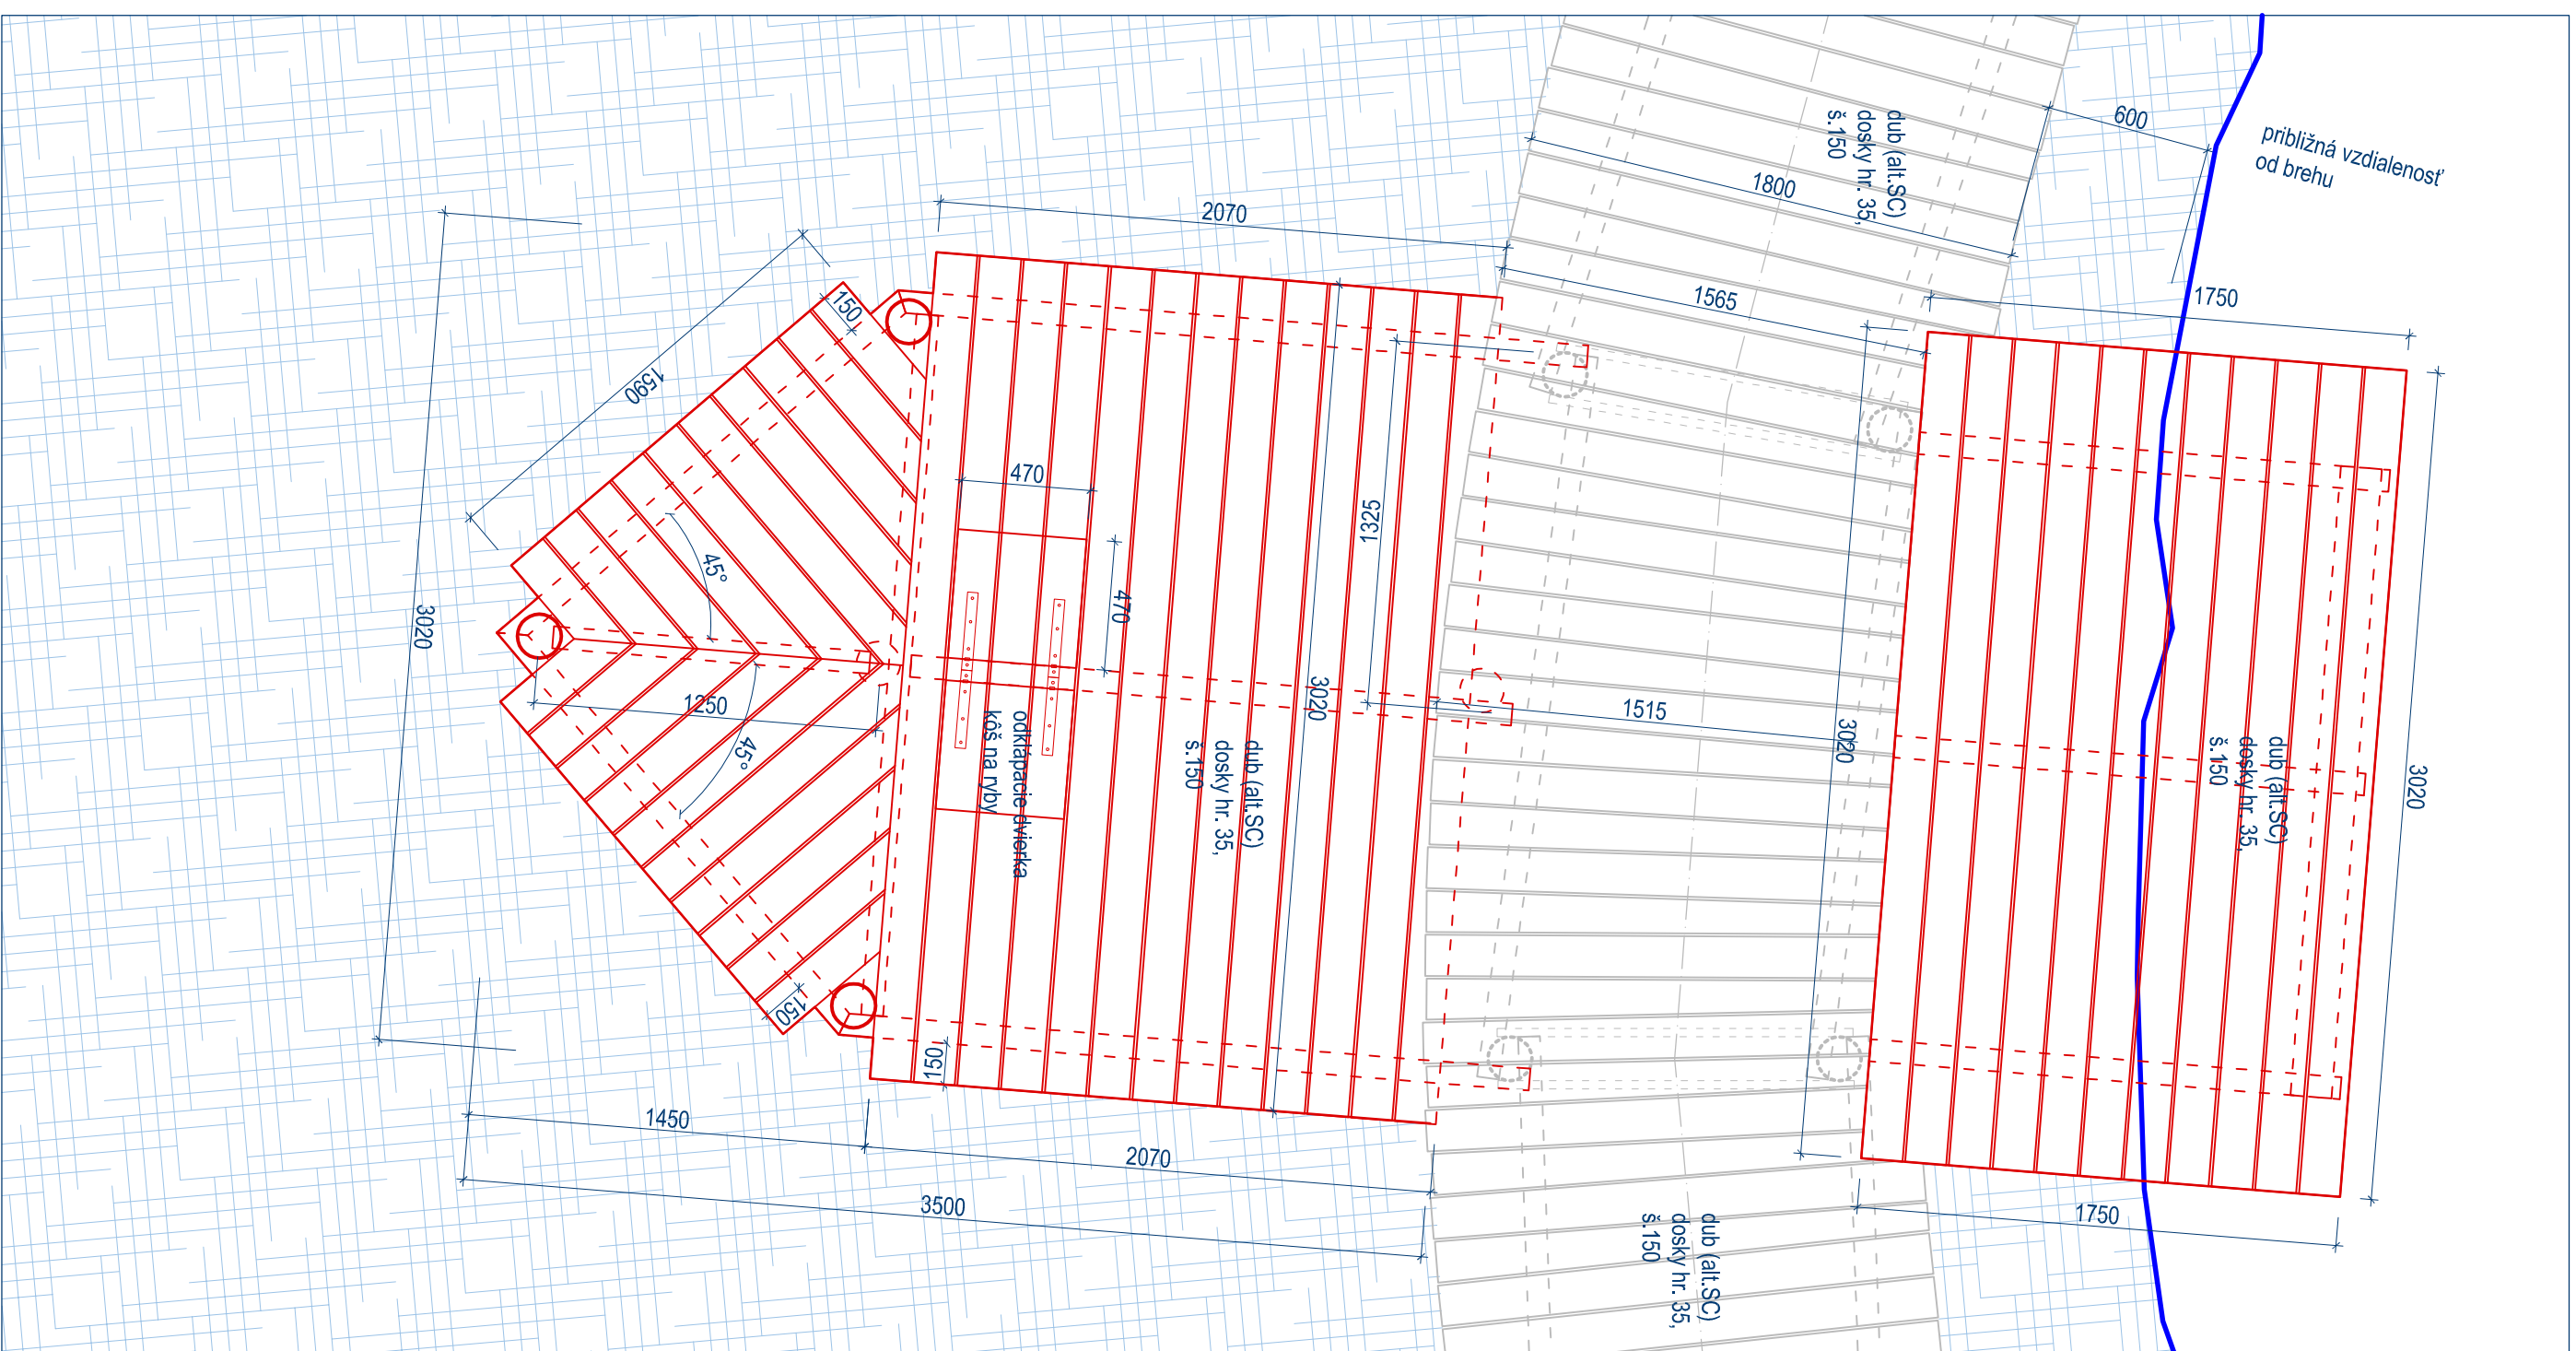 600
približná vzdialenosť
od brehu
dub (alt.SC)
dosky hr. 35,
š.150
1800
2070
1565
1750
150
1590
470
1325
45°
470
3020
1250
1515
3020
3020
3020
45°
odklápacie dvierka
kôš na ryby
dub (alt.SC)
dosky hr. 35,
š.150
dub (alt.SC)
dosky hr. 35,
š.150
150
150
1450
2070
3500
1750
dub (alt.SC)
dosky hr. 35,
š.150